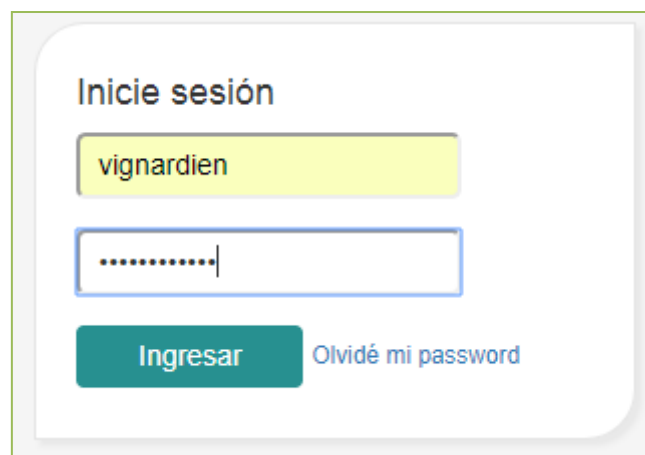 Inicie sesión
vignardien
••••••••••••
Ingresar
Olvidé mi password